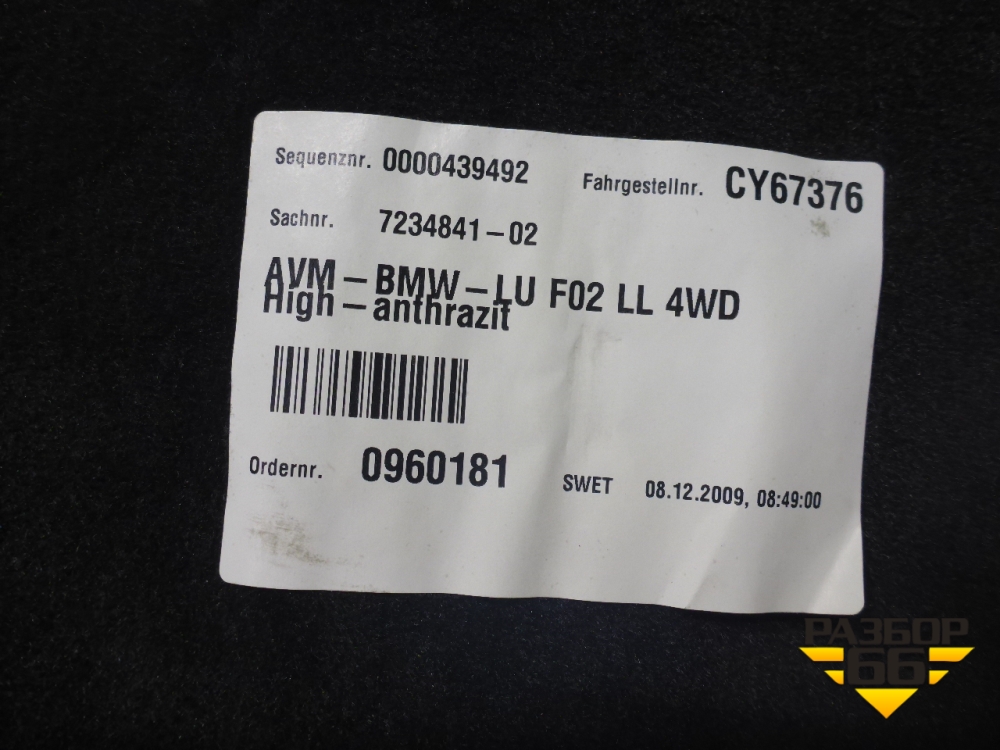 Sequenznr. 0000439492 Fahrgestellnr. CY67376
Sachnr. 7234841-02
AVM-BMW-LU F02 LL 4WD
High-anthrazit
Ordernr. 0960181 SWET 08.12.2009, 08:49:00
РАЗБОР
66